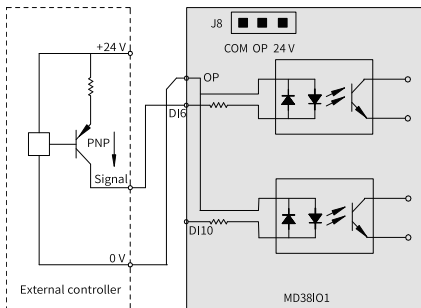 J8
COM OP 24 V
+24 V
OP
DI6
PNP
Signal
DI10
0 V
External controller
MD38IO1